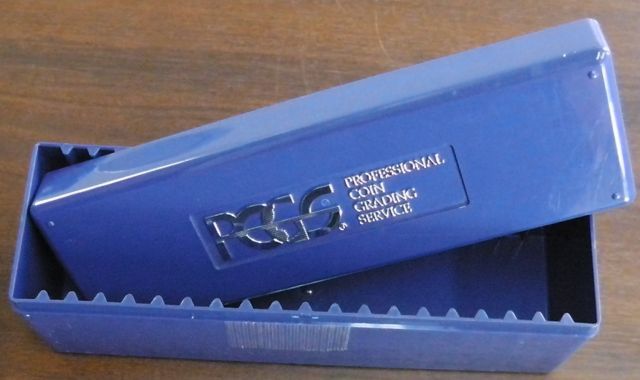 PCGS
PROFESSIONAL
COIN
GRADING
SERVICE